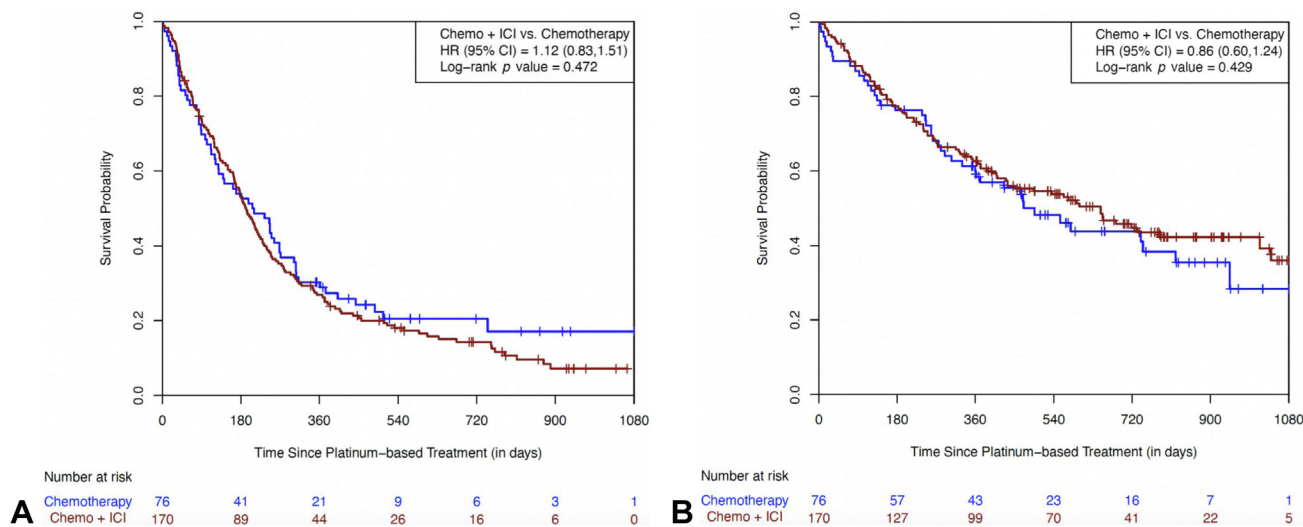 Chemo + ICI vs. Chemotherapy
HR (95% CI) = 1.12 (0.83,1.51)
Log−rank p value = 0.472
Survival Probability
1.0
0.8
0.6
0.4
0.2
0.0
0 180 360 540 720 900 1080
Time Since Platinum−based Treatment (in days)
Number at risk
Chemotherapy 76 41 21 9 6 3 1
Chemo + ICI 170 89 44 26 16 6 0
A
Chemo + ICI vs. Chemotherapy
HR (95% CI) = 0.86 (0.60,1.24)
Log−rank p value = 0.429
Survival Probability
1.0
0.8
0.6
0.4
0.2
0.0
0 180 360 540 720 900 1080
Time Since Platinum−based Treatment (in days)
Number at risk
Chemotherapy 76 57 43 23 16 7 1
Chemo + ICI 170 127 99 70 41 22 5
B